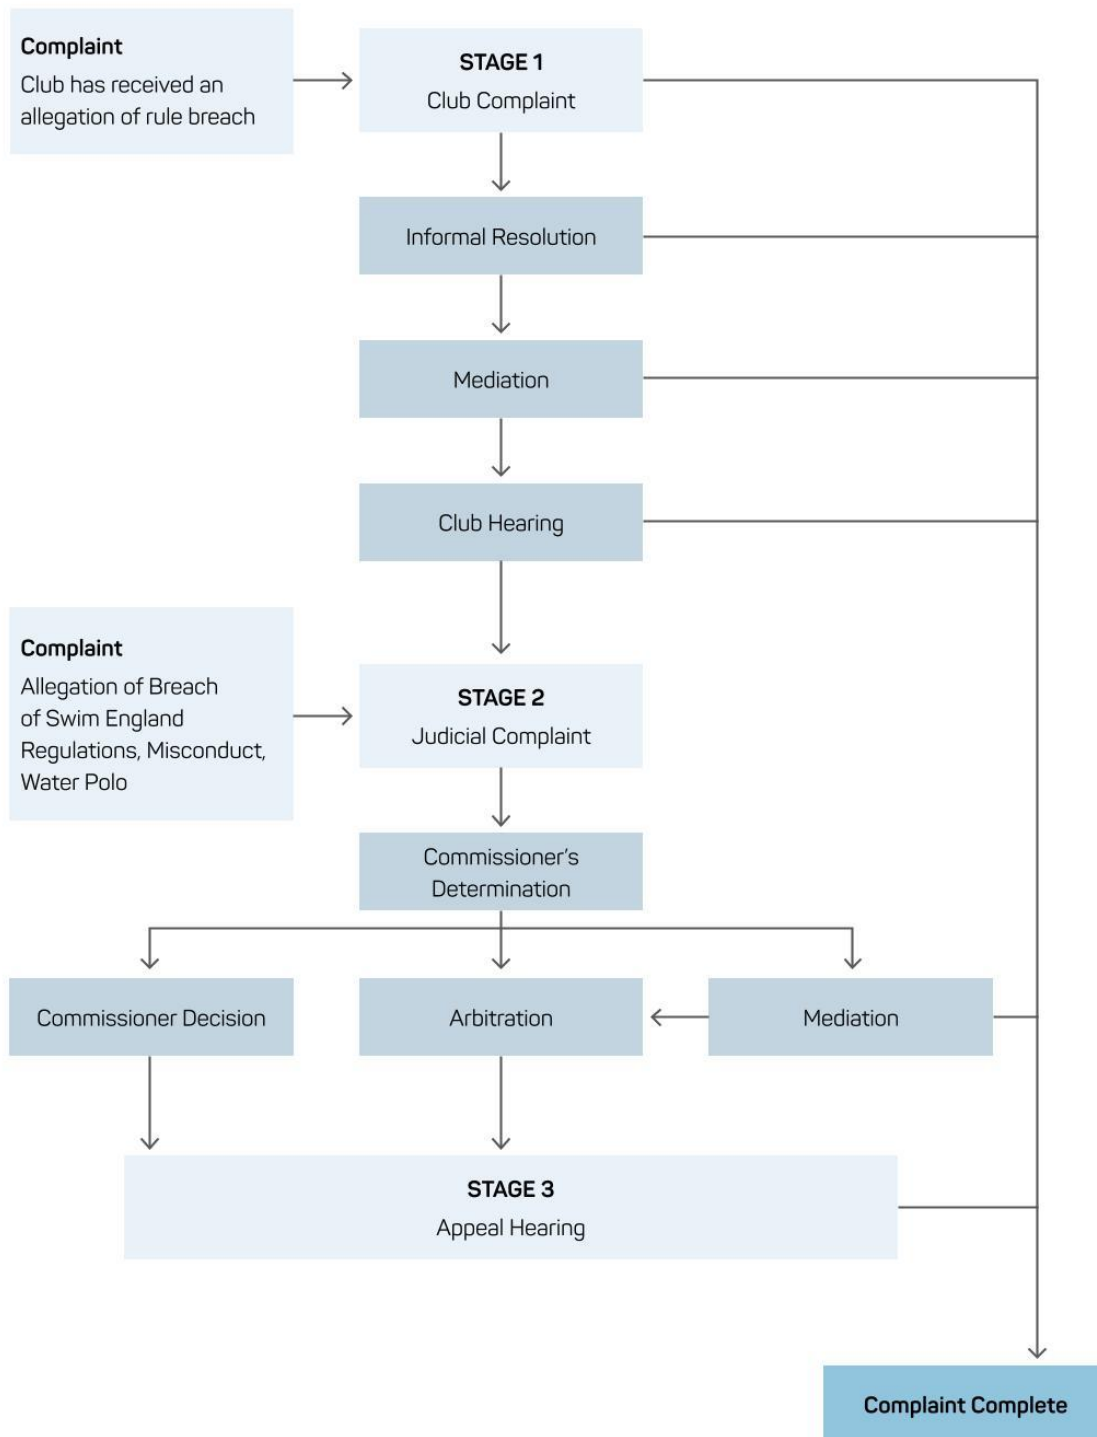 Complaint
Club has received an
allegation of rule breach
STAGE 1
Club Complaint
Informal Resolution
Mediation
Club Hearing
Complaint
Allegation of Breach
of Swim England
Regulations, Misconduct,
Water Polo
STAGE 2
Judicial Complaint
Commissioner's
Determination
Commissioner Decision
Arbitration
Mediation
STAGE 3
Appeal Hearing
Complaint Complete